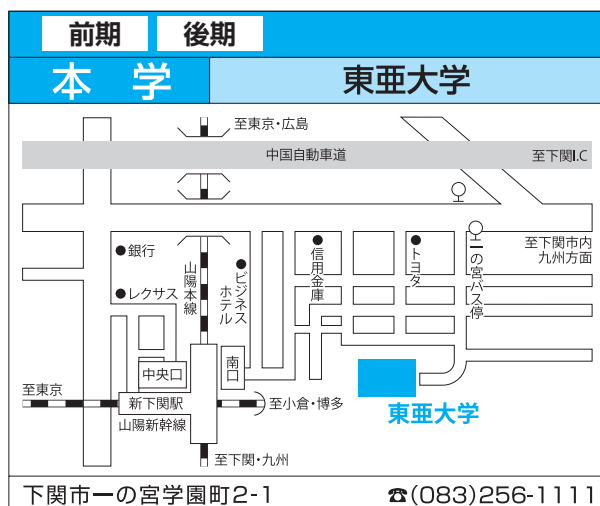 前期 後期
本 学 東亜大学
至東京・広島
中国自動車道 至下関I.C
至下関市内
九州方面
一の宮バス停
銀行
レクサス
山陽本線
ビジネス
ホテル
信用金庫
トヨタ
中央口
南口
至東京
新下関駅
山陽新幹線
至小倉・博多
至下関・九州
東亜大学
下関市一の宮学園町2-1 ☎(083)256-1111